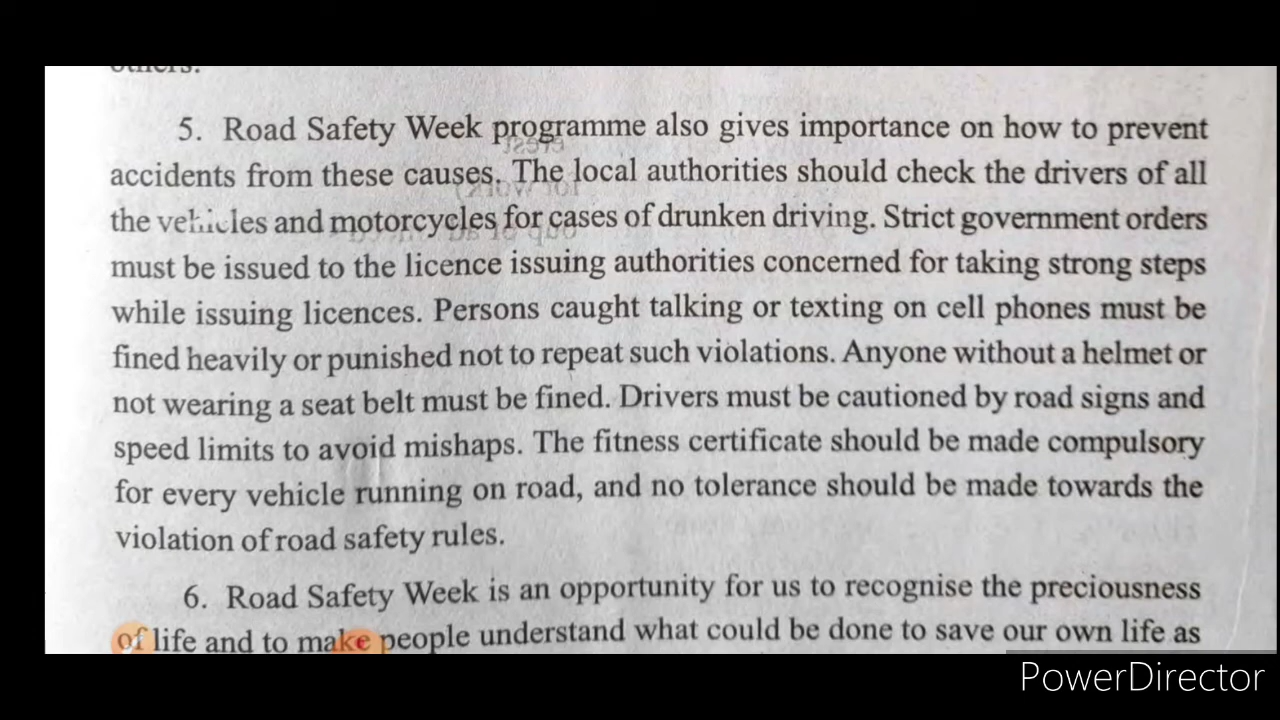 others.
5. Road Safety Week programme also gives importance on how to prevent
accidents from these causes. The local authorities should check the drivers of all
the vehicles and motorcycles for cases of drunken driving. Strict government orders
must be issued to the licence issuing authorities concerned for taking strong steps
while issuing licences. Persons caught talking or texting on cell phones must be
fined heavily or punished not to repeat such violations. Anyone without a helmet or
not wearing a seat belt must be fined. Drivers must be cautioned by road signs and
speed limits to avoid mishaps. The fitness certificate should be made compulsory
for every vehicle running on road, and no tolerance should be made towards the
violation of road safety rules.
6. Road Safety Week is an opportunity for us to recognise the preciousness
of life and to make people understand what could be done to save our own life as
PowerDirector